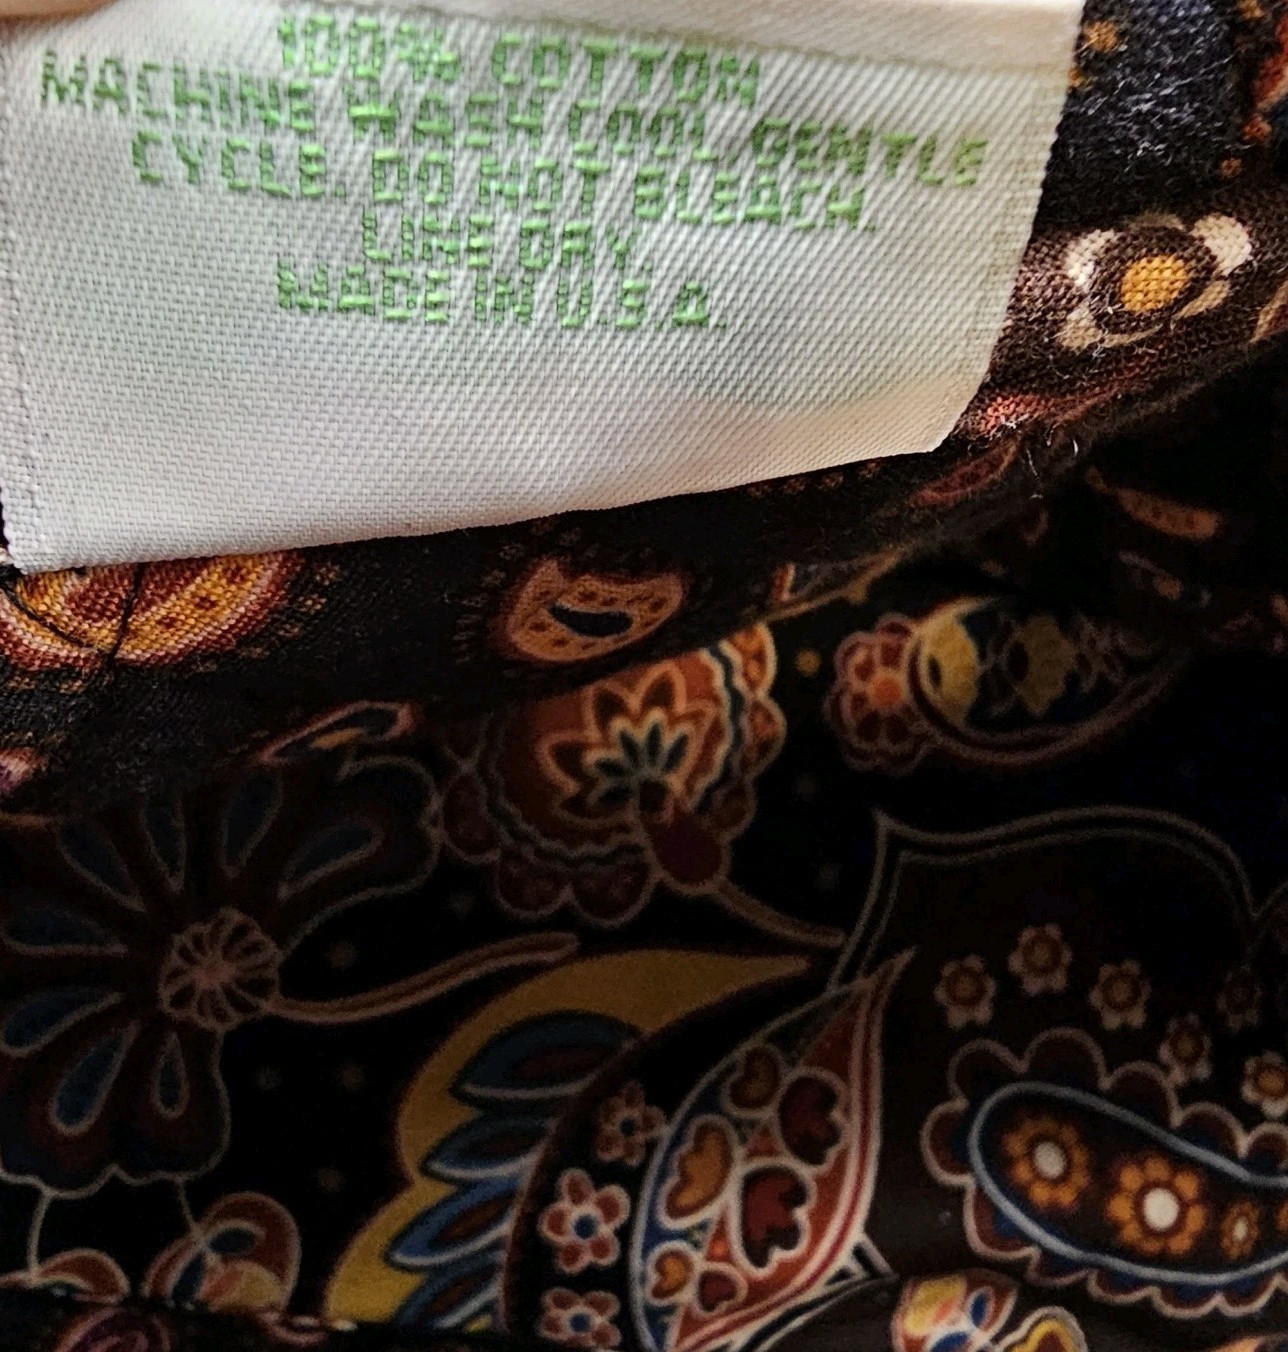 100% COTTON
MACHINE WASH COOL, GENTLE
CYCLE. DO NOT BLEACH.
LINE DRY.
MADE IN U.S.A.